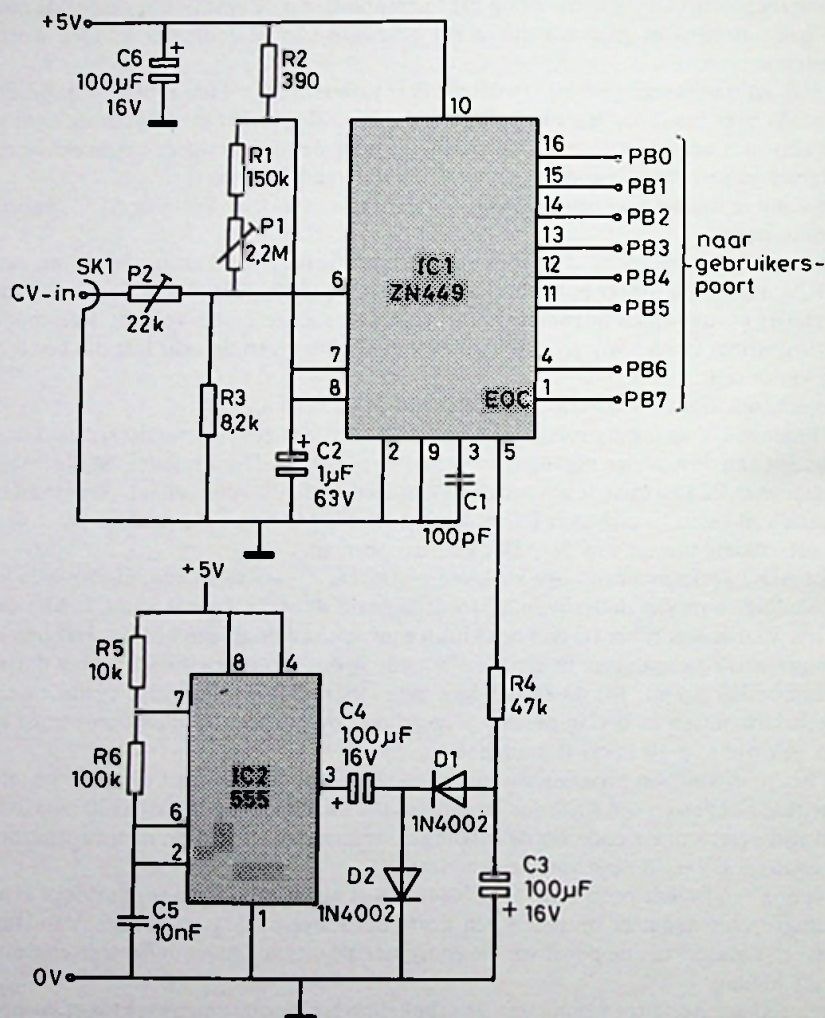 +5V
C6
100µF
16V
+
R2
390
10
R1
150k
P1
2,2M
IC1
ZN449
16
PB0
15
PB1
14
PB2
13
PB3
12
PB4
11
PB5
4
PB6
1
PB7
EOC
naar
gebruikers-
poort
SK1
CV-in
P2
22k
6
7
8
R3
8,2k
+
C2
1µF
63V
2
9
3
5
C1
100pF
+5V
R5
10k
8
4
7
R6
100k
IC2
555
6
2
3
C4
100µF
16V
+
D1
1N4002
R4
47k
D2
1N4002
C3
100µF
+ 16V
C5
10nF
1
0V